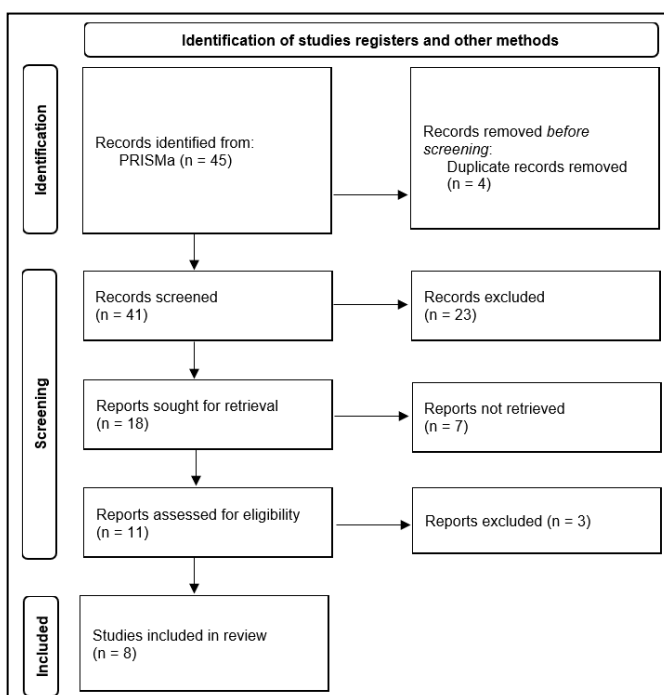 Identification of studies registers and other methods
Identification
Records identified from:
PRISMa (n = 45)
Records removed before
screening:
Duplicate records removed
(n = 4)
Screening
Records screened
(n = 41)
Records excluded
(n = 23)
Reports sought for retrieval
(n = 18)
Reports not retrieved
(n = 7)
Reports assessed for eligibility
(n = 11)
Reports excluded (n = 3)
Included
Studies included in review
(n = 8)